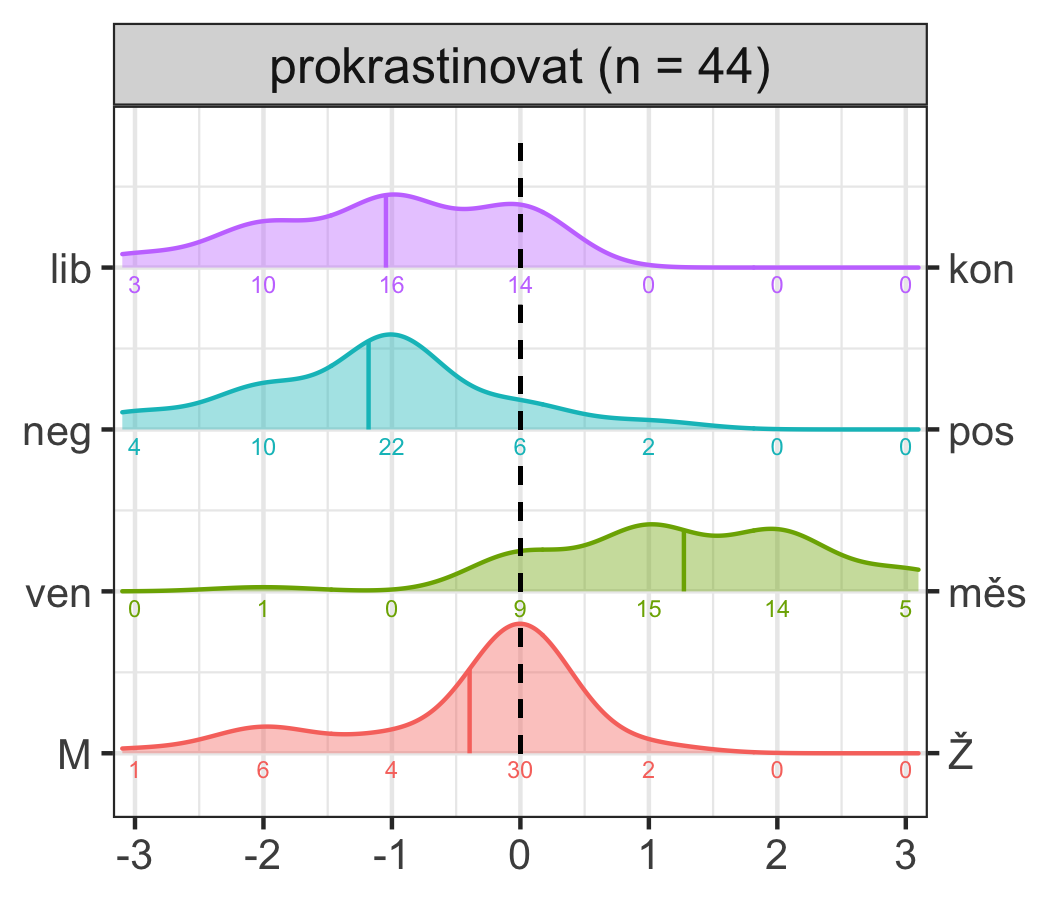 prokrastinovat (n = 44)
lib kon
3 10 16 14 0 0 0
neg pos
4 10 22 6 2 0 0
ven měs
0 1 0 9 15 14 5
M Ž
1 6 4 30 2 0 0
-3 -2 -1 0 1 2 3